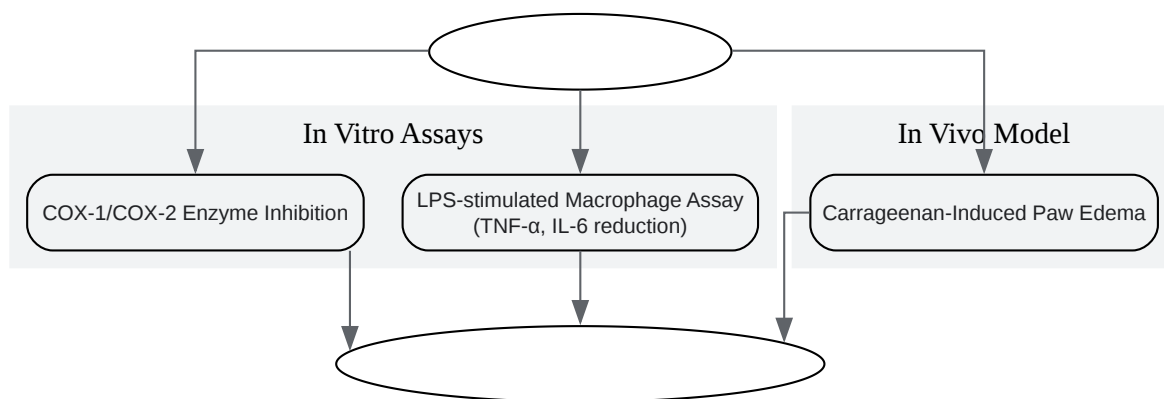 In Vitro Assays
In Vivo Model
COX-1/COX-2 Enzyme Inhibition
LPS-stimulated Macrophage Assay
(TNF-α, IL-6 reduction)
Carrageenan-Induced Paw Edema